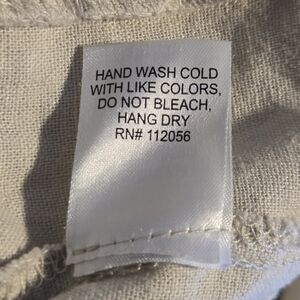 HAND WASH COLD
WITH LIKE COLORS,
DO NOT BLEACH,
HANG DRY
RN# 112056